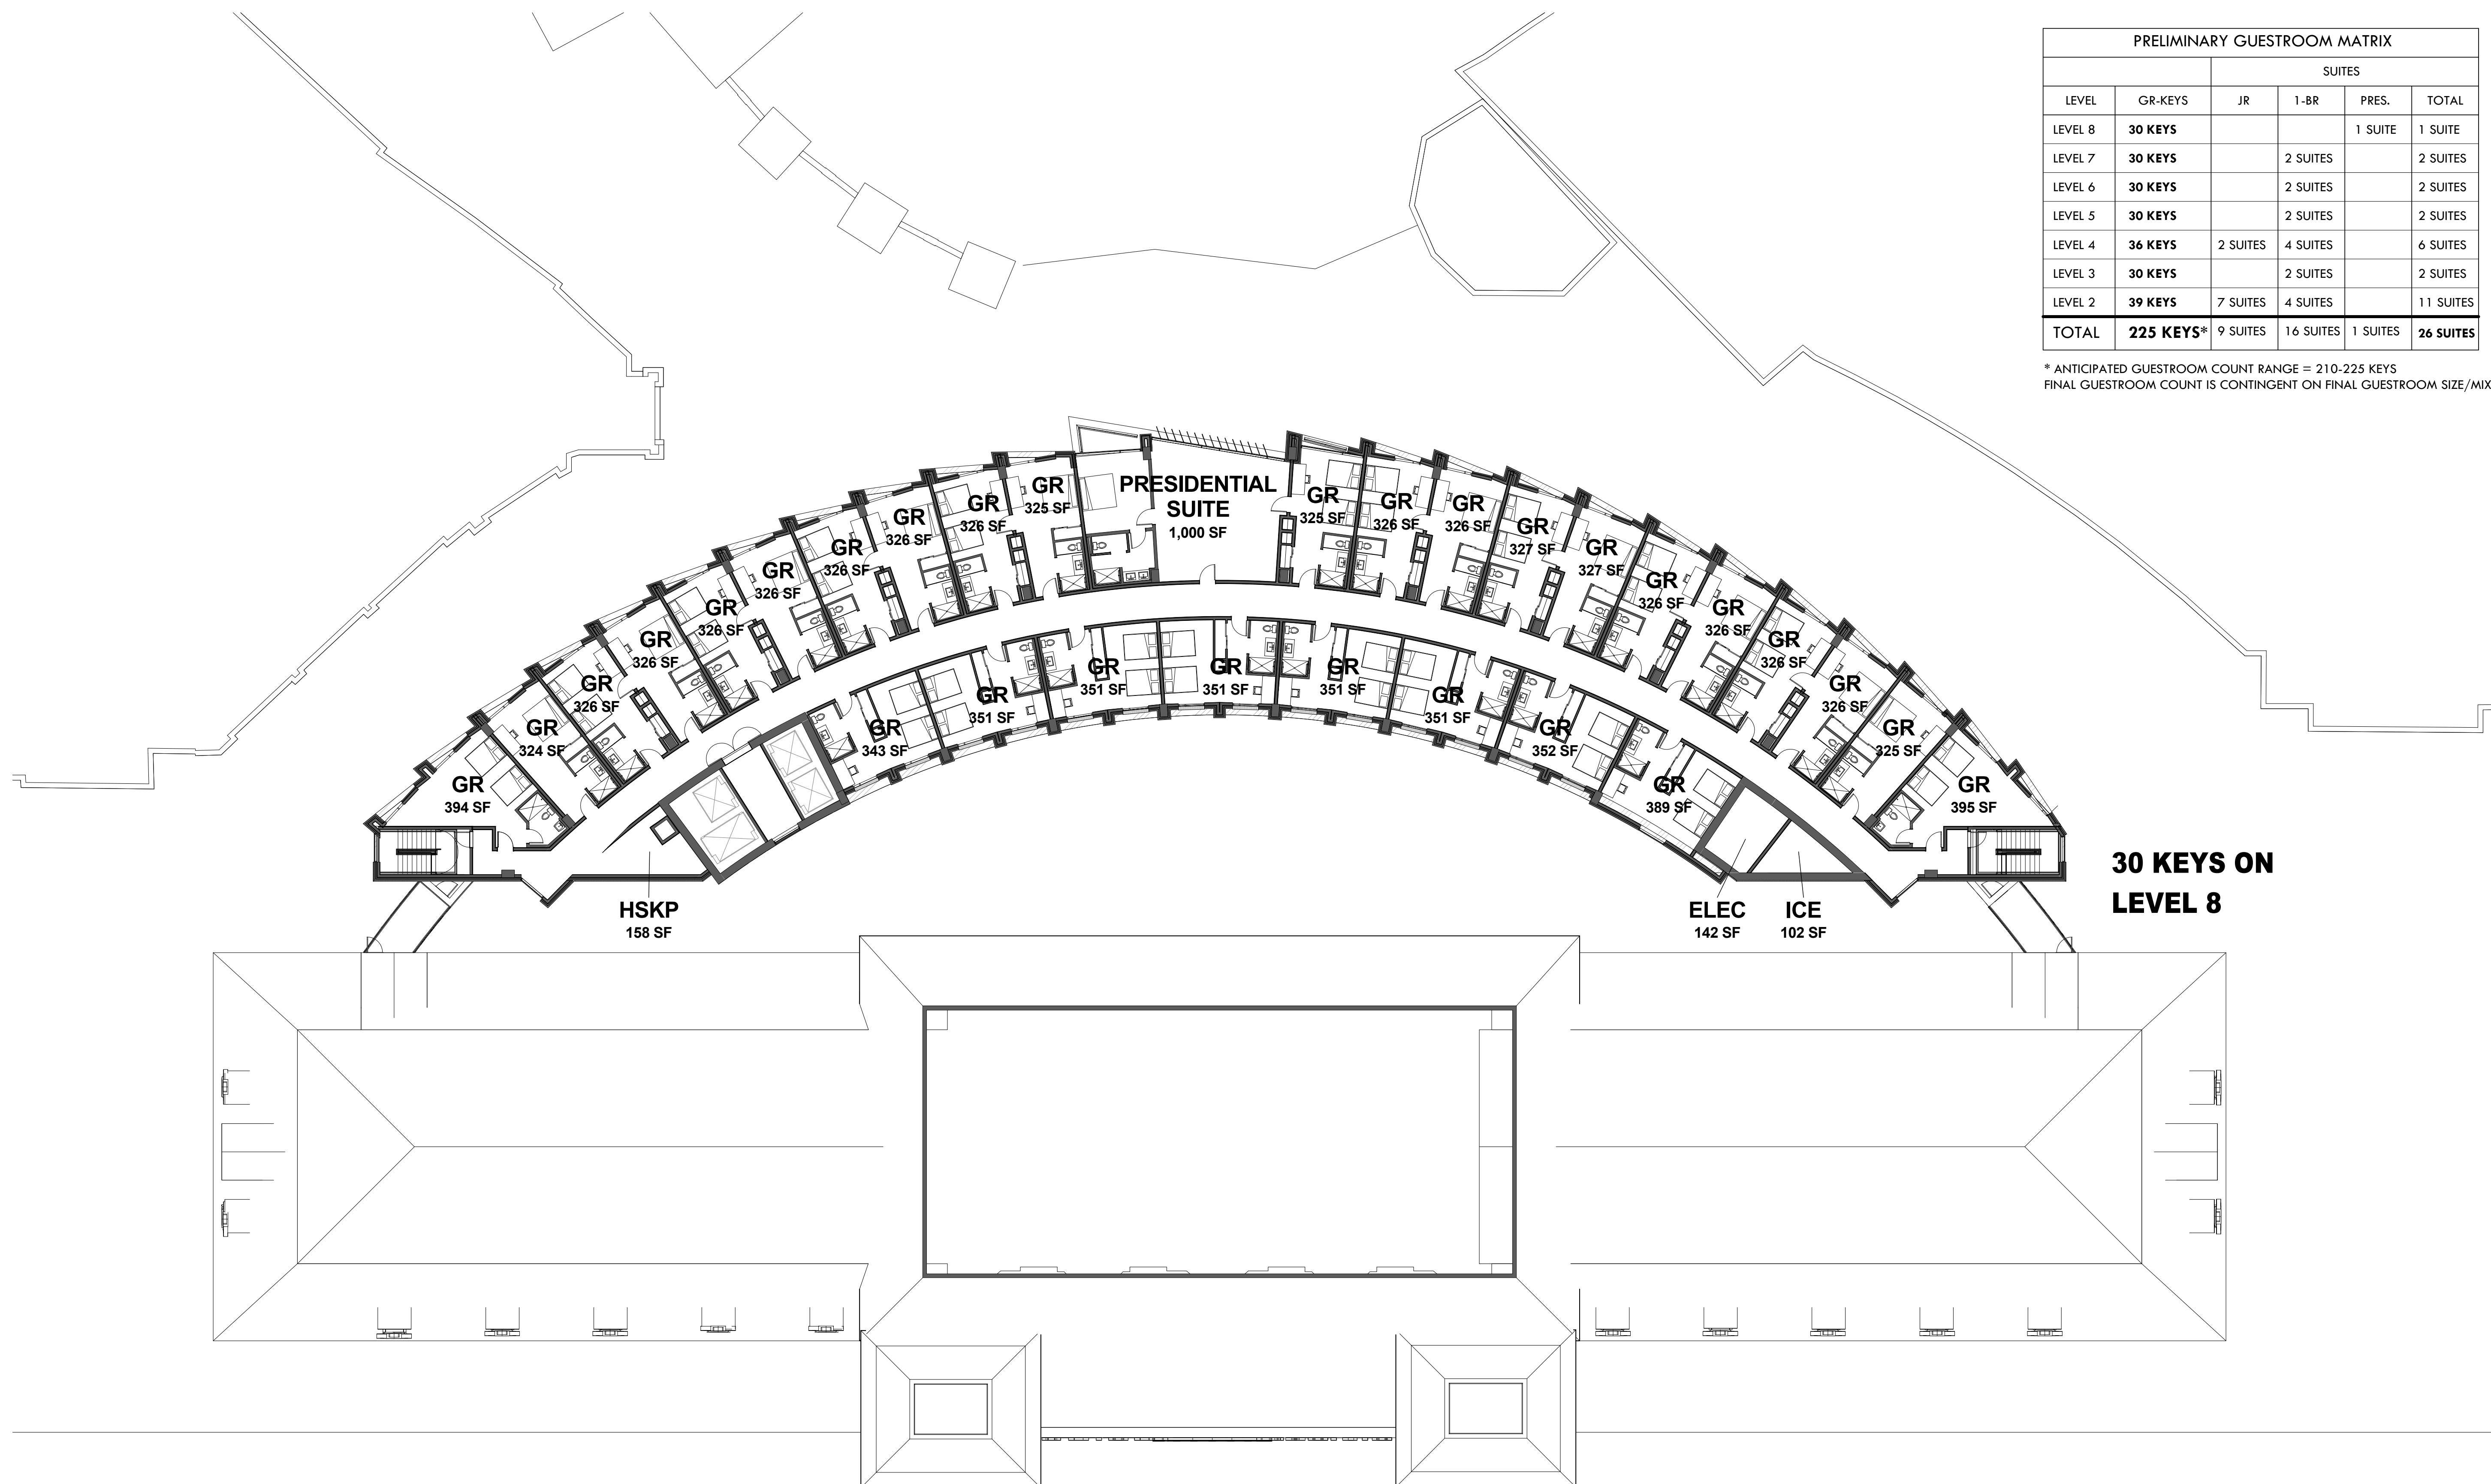 PRELIMINARY GUESTROOM MATRIX
SUITES
LEVEL GR-KEYS JR 1-BR PRES. TOTAL
LEVEL 8 30 KEYS 1 SUITE 1 SUITE
LEVEL 7 30 KEYS 2 SUITES 2 SUITES
LEVEL 6 30 KEYS 2 SUITES 2 SUITES
LEVEL 5 30 KEYS 2 SUITES 2 SUITES
LEVEL 4 36 KEYS 2 SUITES 4 SUITES 6 SUITES
LEVEL 3 30 KEYS 2 SUITES 2 SUITES
LEVEL 2 39 KEYS 7 SUITES 4 SUITES 11 SUITES
TOTAL 225 KEYS* 9 SUITES 16 SUITES 1 SUITES 26 SUITES
* ANTICIPATED GUESTROOM COUNT RANGE = 210-225 KEYS
FINAL GUESTROOM COUNT IS CONTINGENT ON FINAL GUESTROOM SIZE/MIX
GR
394 SF
GR
324 SF
GR
326 SF
GR
326 SF
GR
326 SF
GR
326 SF
GR
326 SF
GR
326 SF
GR
326 SF
GR
325 SF
PRESIDENTIAL
SUITE
1,000 SF
GR
325 SF
GR
326 SF
GR
326 SF
GR
327 SF
GR
327 SF
GR
326 SF
GR
326 SF
GR
326 SF
GR
326 SF
GR
325 SF
GR
395 SF
GR
343 SF
GR
351 SF
GR
351 SF
GR
351 SF
GR
351 SF
GR
351 SF
GR
352 SF
GR
389 SF
HSKP
158 SF
ELEC
142 SF
ICE
102 SF
30 KEYS ON
LEVEL 8